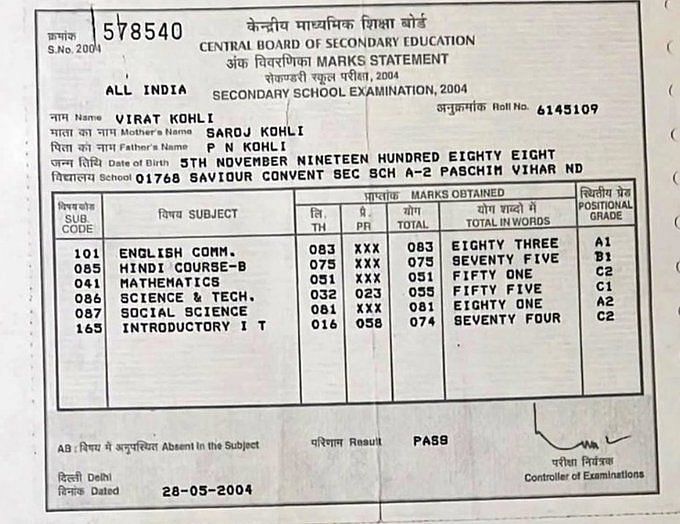 क्रमांक 578540
S.No. 2004
केन्द्रीय माध्यमिक शिक्षा बोर्ड
CENTRAL BOARD OF SECONDARY EDUCATION
अंक विवरणिका MARKS STATEMENT
सेकण्डरी स्कूल परीक्षा, 2004
ALL INDIA SECONDARY SCHOOL EXAMINATION, 2004
अनुक्रमांक Roll No. 6145109
नाम Name VIRAT KOHLI
माता का नाम Mother's Name SAROJ KOHLI
पिता का नाम Father's Name P N KOHLI
जन्म तिथि Date of Birth 5TH NOVEMBER NINETEEN HUNDRED EIGHTY EIGHT
विद्यालय School 01768 SAVIOUR CONVENT SEC SCH A-2 PASCHIM VIHAR ND
विषय कोड SUB. CODE विषय SUBJECT प्राप्तांक MARKS OBTAINED स्थितीय ग्रेड POSITIONAL GRADE
लि. TH प्रै. PR योग TOTAL योग शब्दो में TOTAL IN WORDS
101 ENGLISH COMM. 083 XXX 083 EIGHTY THREE A1
085 HINDI COURSE-B 075 XXX 075 SEVENTY FIVE B1
041 MATHEMATICS 051 XXX 051 FIFTY ONE C2
086 SCIENCE & TECH. 032 023 055 FIFTY FIVE C1
087 SOCIAL SCIENCE 081 XXX 081 EIGHTY ONE A2
165 INTRODUCTORY I T 016 058 074 SEVENTY FOUR C2
AB : विषय में अनुपस्थित Absent in the Subject परिणाम Result PASS
परीक्षा नियंत्रक
Controller of Examinations
दिल्ली Delhi
दिनांक Dated 28-05-2004